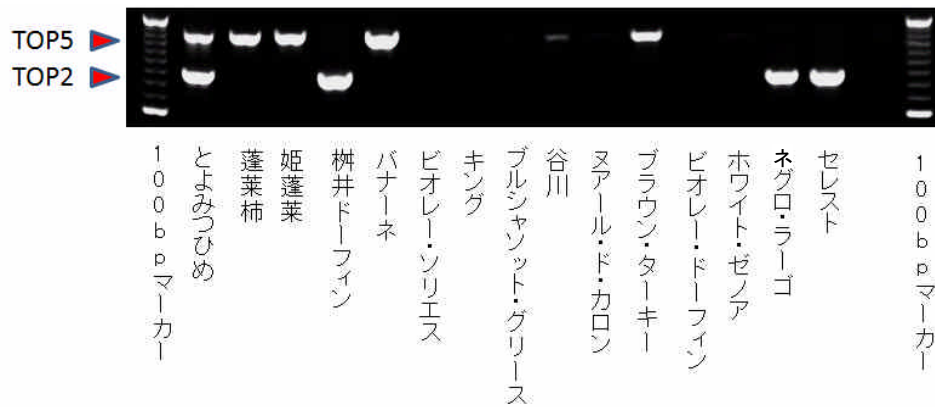 TOP5
TOP2
100bpマーカー
とよみつひめ
蓬莱柿
姫蓬莱
桝井ドーフィン
バナーネ
ビオレー・ソリエス
キング
ブルジャソット・グリース
谷川
ヌアール・ド・カロン
ブラウン・ターキー
ビオレー・ドーフィン
ホワイト・ゼノア
ネグロ・ラーゴ
セレスト
100bpマーカー